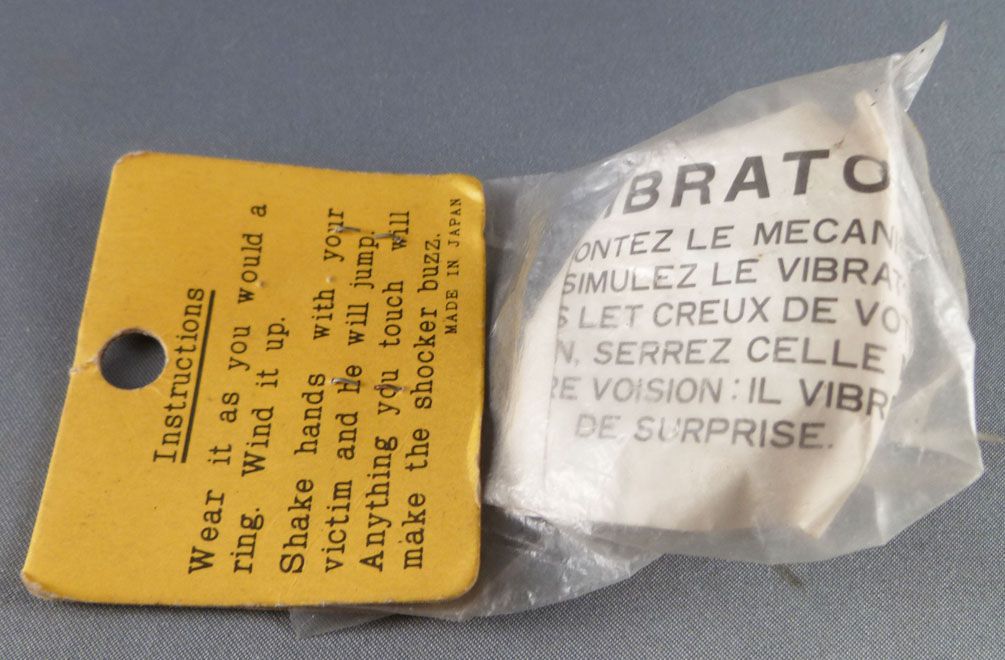 Instructions
Wear it as you would a
ring. Wind it up.
Shake hands with your
victim and he will jump.
Anything you touch will
make the shocker buzz.
MADE IN JAPAN
IBRATO
ONTEZ LE MECAN
SIMULEZ LE VIBRAT
S LET CREUX DE VOT
N, SERREZ CELLE
RE VOISION : IL VIBR
DE SURPRISE.